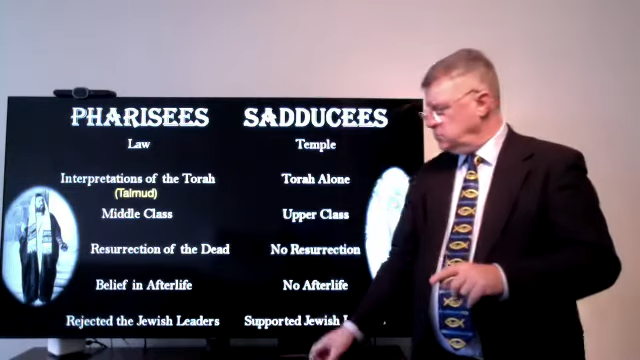 PHARISEES
SADDUCEES
Law
Temple
Interpretations of the Torah
(Talmud)
Torah Alone
Middle Class
Upper Class
Resurrection of the Dead
No Resurrection
Belief in Afterlife
No Afterlife
Rejected the Jewish Leaders
Supported Jewish